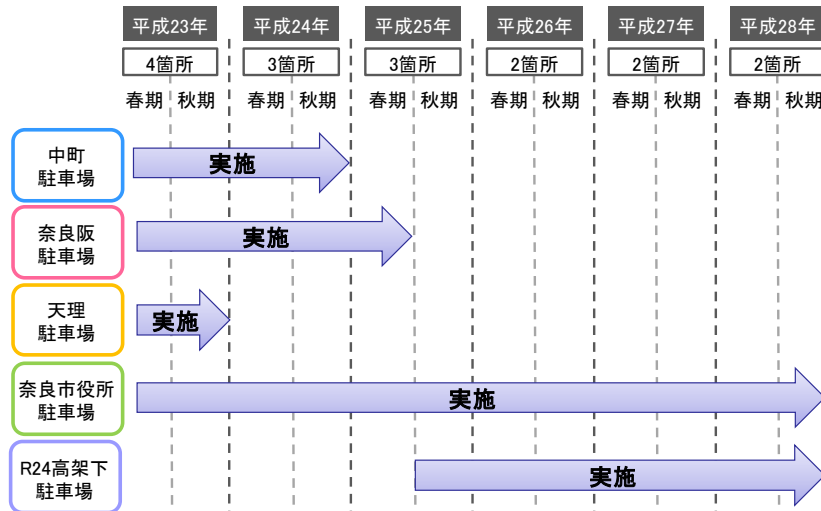 平成23年 平成24年 平成25年 平成26年 平成27年 平成28年
4箇所 3箇所 3箇所 2箇所 2箇所 2箇所
春期 秋期 春期 秋期 春期 秋期 春期 秋期 春期 秋期 春期 秋期
中町
駐車場
実施
奈良阪
駐車場
実施
天理
駐車場
実施
奈良市役所
駐車場
実施
R24高架下
駐車場
実施